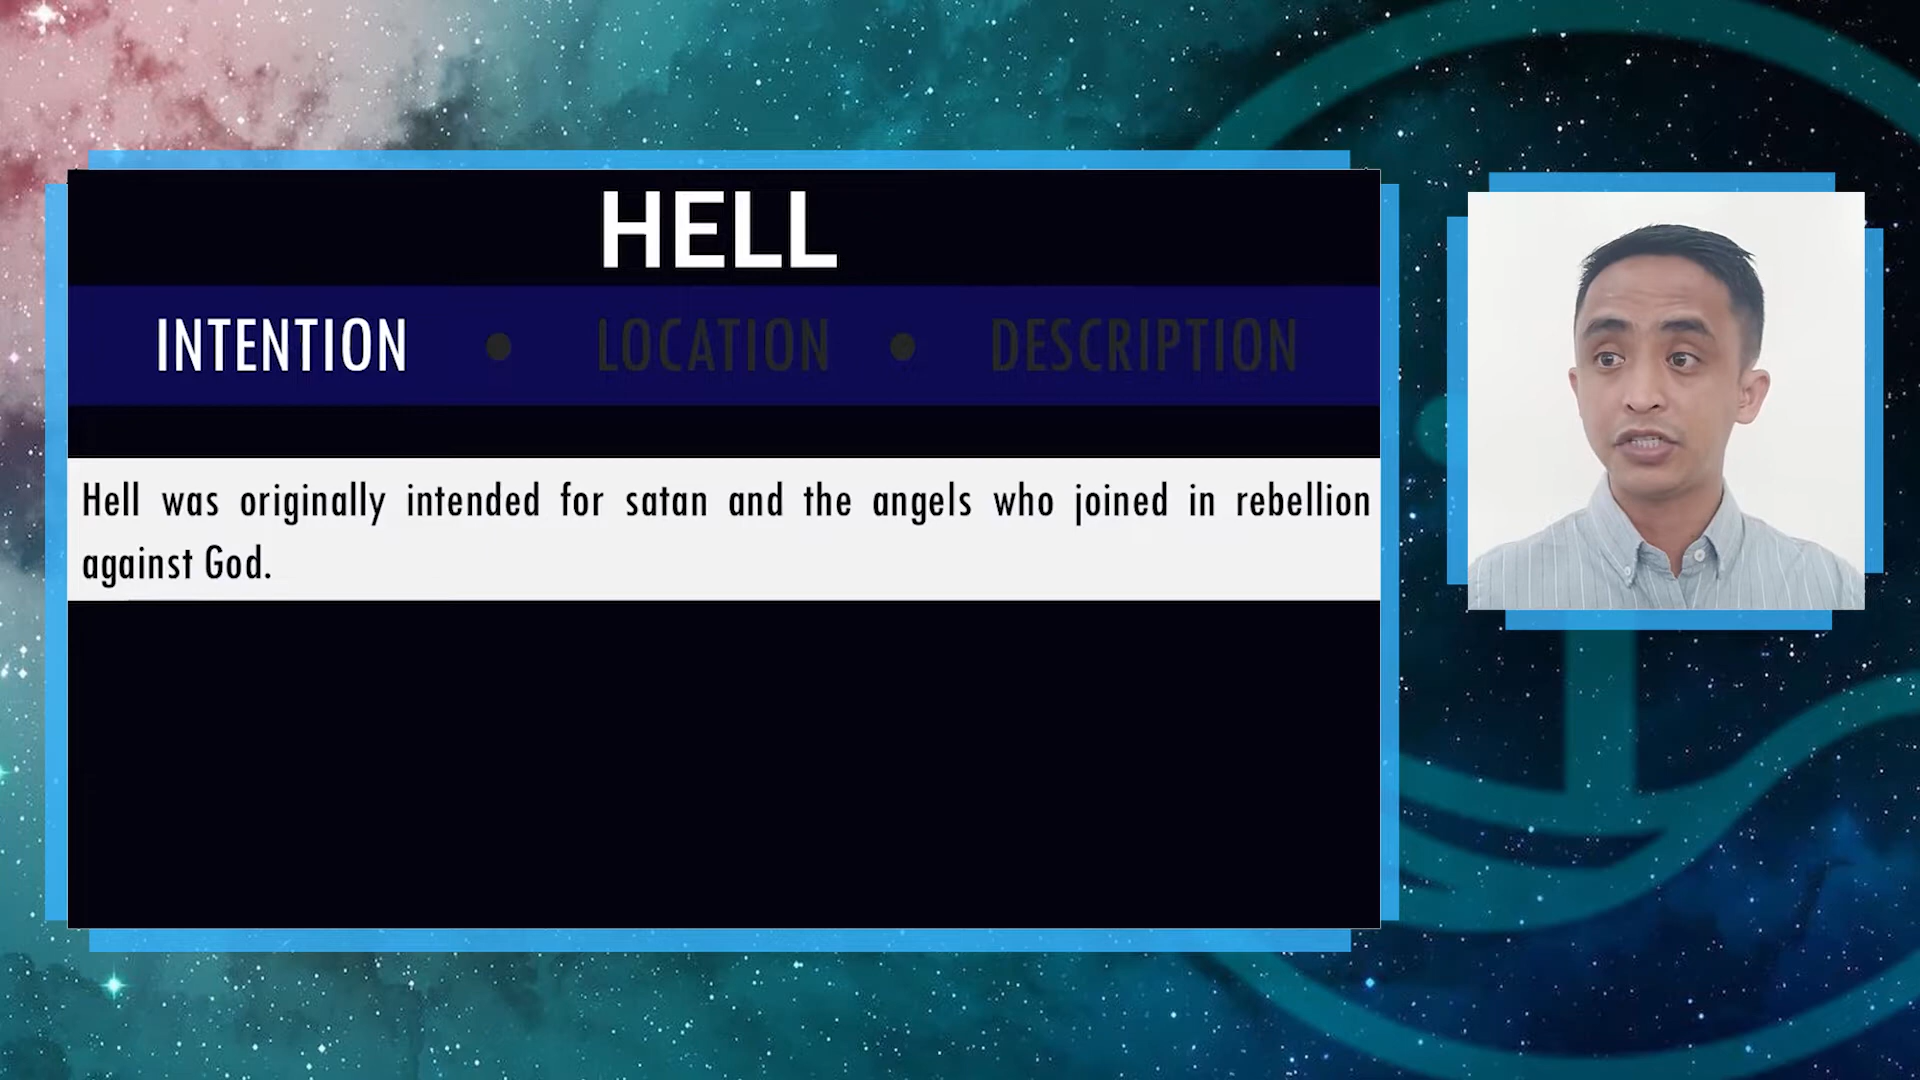 HELL
INTENTION • LOCATION • DESCRIPTION
Hell was originally intended for satan and the angels who joined in rebellion
against God.